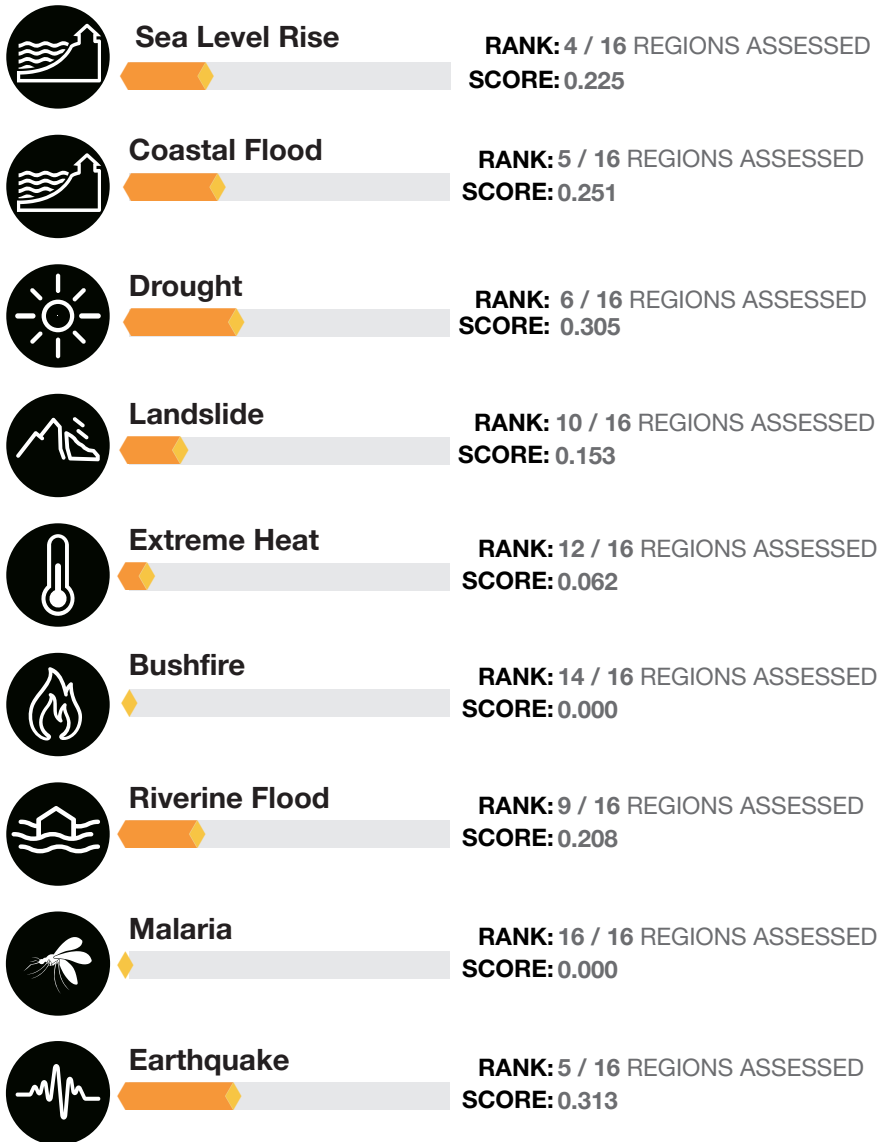 Sea Level Rise
RANK: 4 / 16 REGIONS ASSESSED
SCORE: 0.225
Coastal Flood
RANK: 5 / 16 REGIONS ASSESSED
SCORE: 0.251
Drought
RANK: 6 / 16 REGIONS ASSESSED
SCORE: 0.305
Landslide
RANK: 10 / 16 REGIONS ASSESSED
SCORE: 0.153
Extreme Heat
RANK: 12 / 16 REGIONS ASSESSED
SCORE: 0.062
Bushfire
RANK: 14 / 16 REGIONS ASSESSED
SCORE: 0.000
Riverine Flood
RANK: 9 / 16 REGIONS ASSESSED
SCORE: 0.208
Malaria
RANK: 16 / 16 REGIONS ASSESSED
SCORE: 0.000
Earthquake
RANK: 5 / 16 REGIONS ASSESSED
SCORE: 0.313